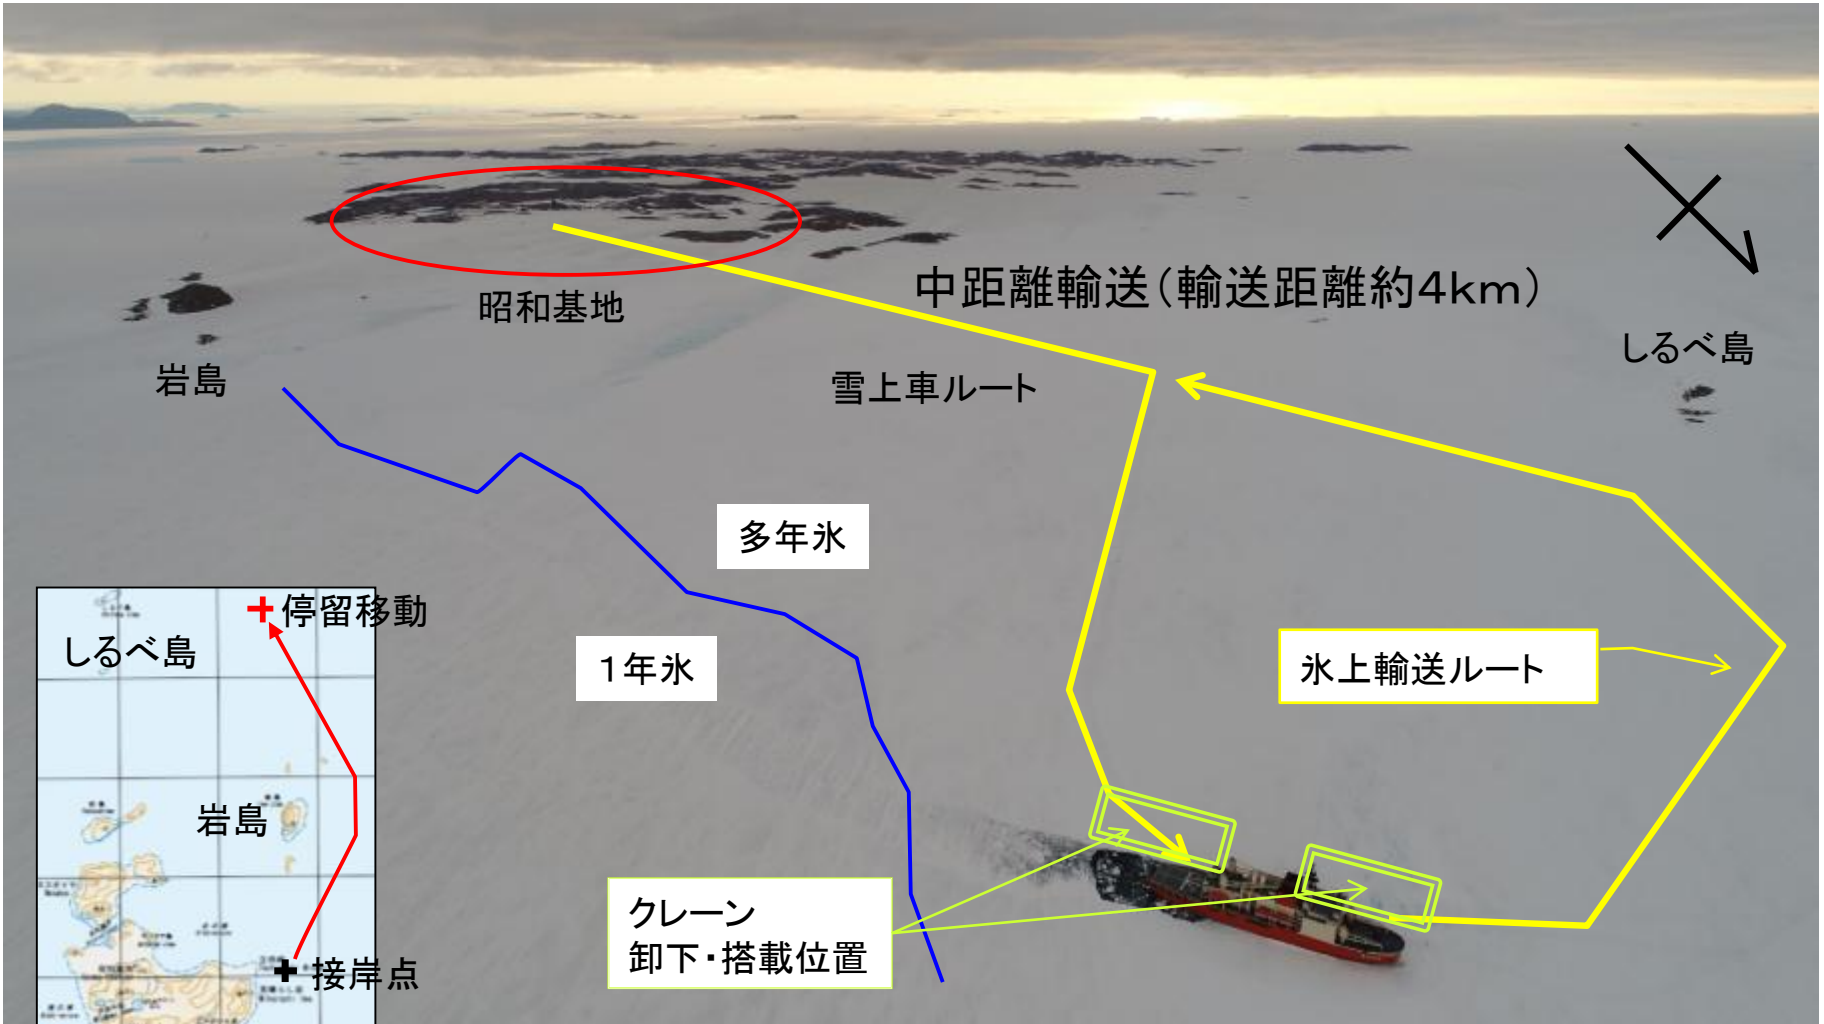 中距離輸送（輸送距離約4km）
昭和基地
しるべ島
岩島
雪上車ルート
多年氷
停留移動
しるべ島
１年氷
氷上輸送ルート
岩島
クレーン
卸下・搭載位置
接岸点